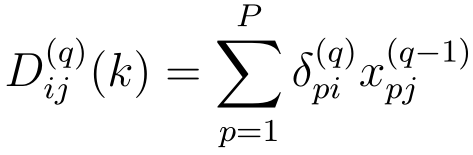 $D_{ij}^{(q)}(k) = \sum_{p=1}^{P} \delta_{pi}^{(q)} x_{pj}^{(q-1)}$